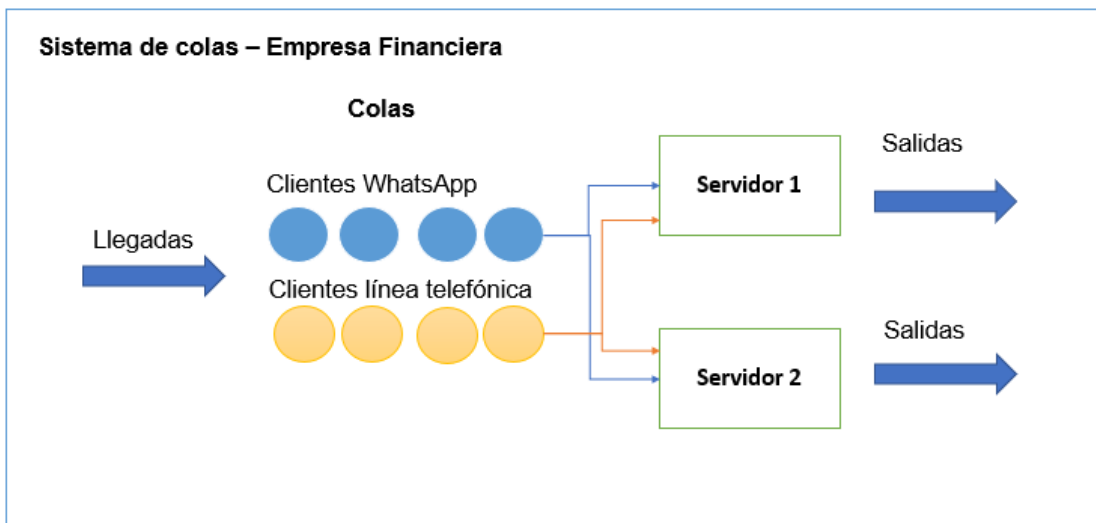 Sistema de colas – Empresa Financiera
Colas
Clientes WhatsApp
Llegadas
Clientes línea telefónica
Servidor 1
Salidas
Servidor 2
Salidas